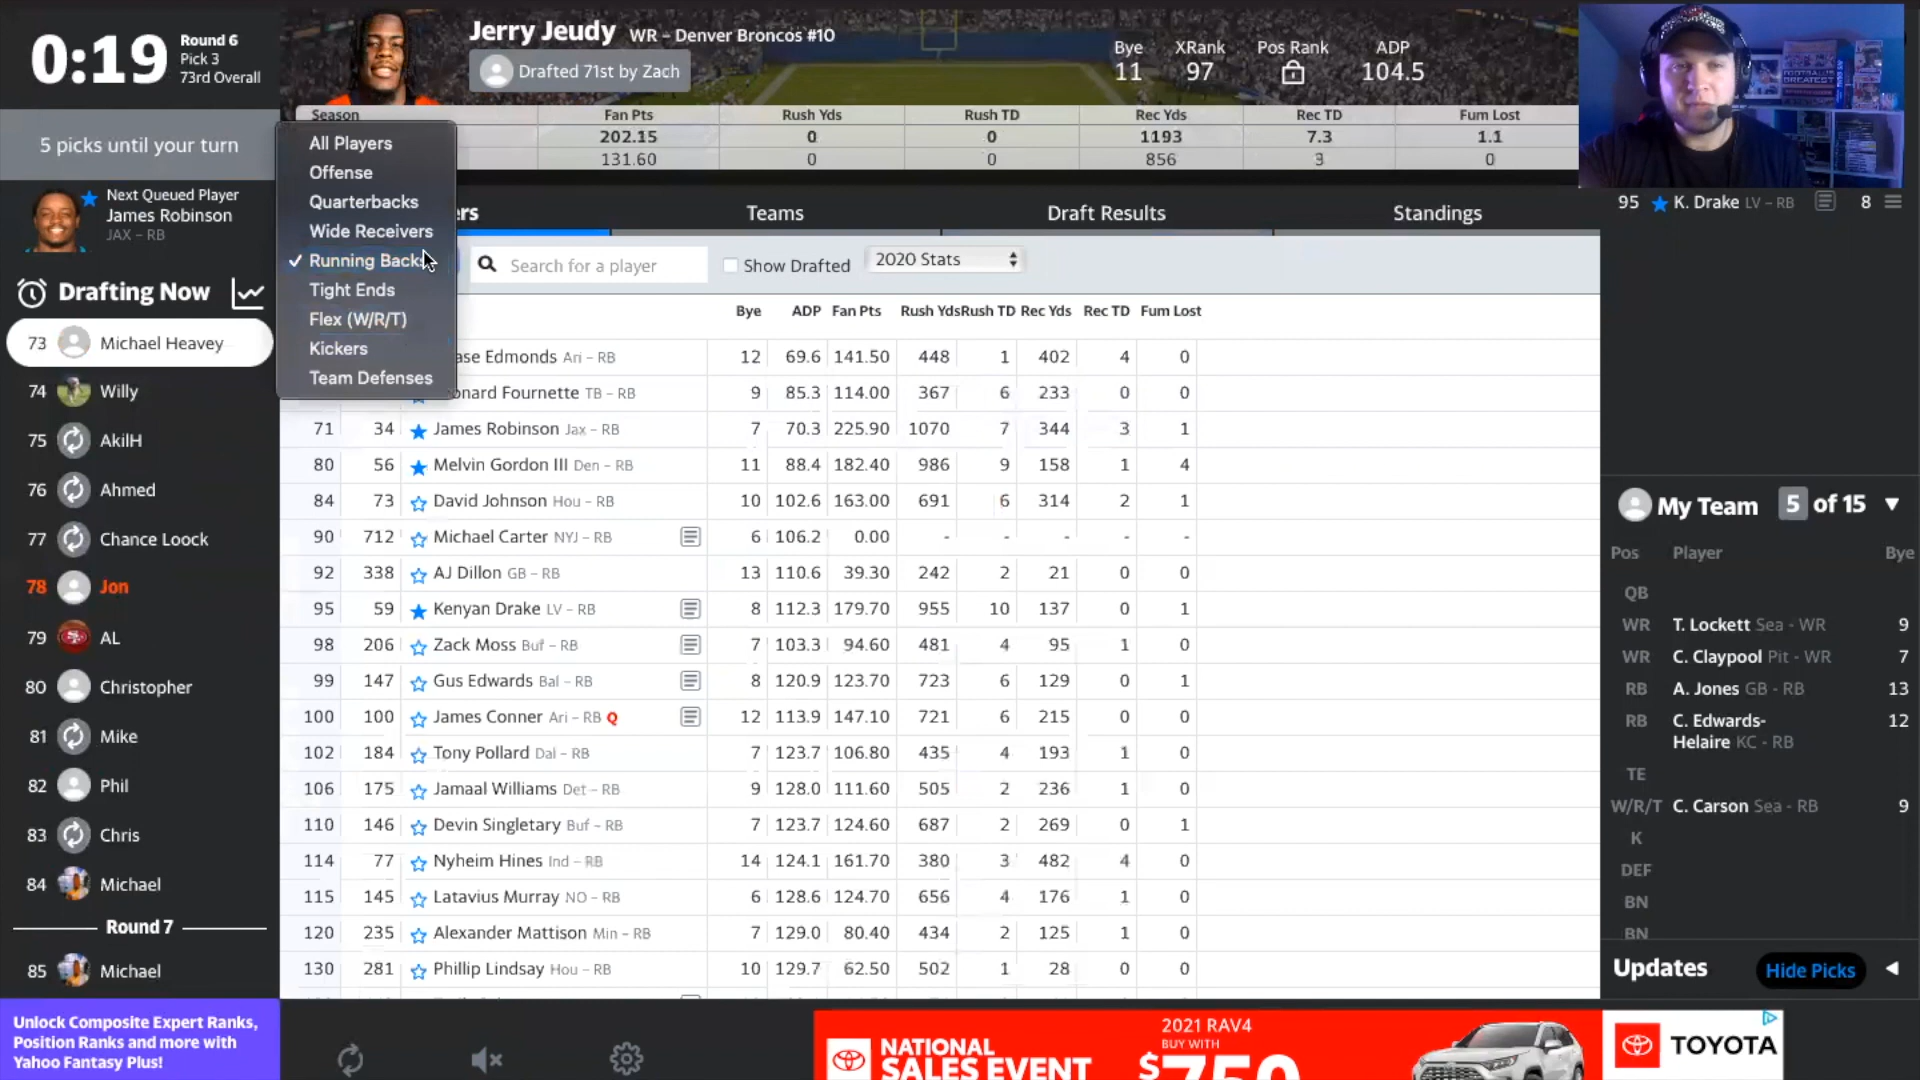 0:19
Round 6
Pick 3
73rd Overall
5 picks until your turn
Next Queued Player
James Robinson
JAX – RB
Drafting Now
73 Michael Heavey
74 Willy
75 AkilH
76 Ahmed
77 Chance Loock
78 Jon
79 AL
80 Christopher
81 Mike
82 Phil
83 Chris
84 Michael
Round 7
85 Michael
Unlock Composite Expert Ranks,
Position Ranks and more with
Yahoo Fantasy Plus!
Jerry Jeudy WR – Denver Broncos #10
Drafted 71st by Zach
Bye XRank Pos Rank ADP
11 97 104.5
Season Fan Pts Rush Yds Rush TD Rec Yds Rec TD Fum Lost
202.15 0 0 1193 7.3 1.1
131.60 0 0 856 3 0
All Players
Offense
Quarterbacks
Wide Receivers
✓ Running Backs
Tight Ends
Flex (W/R/T)
Kickers
Team Defenses
ers Teams Draft Results Standings
Search for a player Show Drafted 2020 Stats
Bye ADP Fan Pts Rush Yds Rush TD Rec Yds Rec TD Fum Lost
ase Edmonds Ari – RB 12 69.6 141.50 448 1 402 4 0
onard Fournette TB – RB 9 85.3 114.00 367 6 233 0 0
71 34 James Robinson Jax – RB 7 70.3 225.90 1070 7 344 3 1
80 56 Melvin Gordon III Den – RB 11 88.4 182.40 986 9 158 1 4
84 73 David Johnson Hou – RB 10 102.6 163.00 691 6 314 2 1
90 712 Michael Carter NYJ – RB 6 106.2 0.00 - - - - -
92 338 AJ Dillon GB – RB 13 110.6 39.30 242 2 21 0 0
95 59 Kenyan Drake LV – RB 8 112.3 179.70 955 10 137 0 1
98 206 Zack Moss Buf – RB 7 103.3 94.60 481 4 95 1 0
99 147 Gus Edwards Bal – RB 8 120.9 123.70 723 6 129 0 1
100 100 James Conner Ari – RB Q 12 113.9 147.10 721 6 215 0 0
102 184 Tony Pollard Dal – RB 7 123.7 106.80 435 4 193 1 0
106 175 Jamaal Williams Det – RB 9 128.0 111.60 505 2 236 1 0
110 146 Devin Singletary Buf – RB 7 123.7 124.60 687 2 269 0 1
114 77 Nyheim Hines Ind – RB 14 124.1 161.70 380 3 482 4 0
115 145 Latavius Murray NO – RB 6 128.6 124.70 656 4 176 1 0
120 235 Alexander Mattison Min – RB 7 129.0 80.40 434 2 125 1 0
130 281 Phillip Lindsay Hou – RB 10 129.7 62.50 502 1 28 0 0
95 K. Drake LV – RB 8
My Team 5 of 15
Pos Player Bye
QB
WR T. Lockett Sea - WR 9
WR C. Claypool Pit - WR 7
RB A. Jones GB - RB 13
RB C. Edwards- 12
Helaire KC - RB
TE
W/R/T C. Carson Sea - RB 9
K
DEF
BN
BN
Updates Hide Picks
NATIONAL
SALES EVENT
2021 RAV4
BUY WITH
$750
TOYOTA